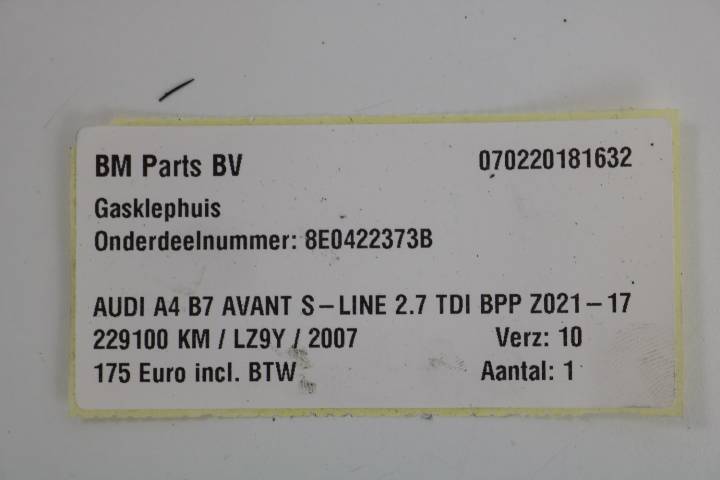 BM Parts BV 070220181632
Gasklephuis
Onderdeelnummer: 8E0422373B
AUDI A4 B7 AVANT S-LINE 2.7 TDI BPP Z021-17
229100 KM / LZ9Y / 2007 Verz: 10
175 Euro incl. BTW Aantal: 1